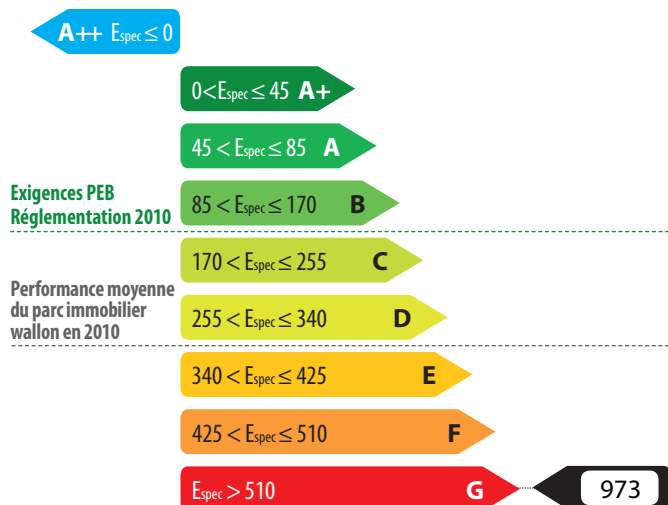 A++ Espec ≤ 0
0<Espec ≤ 45 A+
45 < Espec ≤ 85 A
Exigences PEB
Réglementation 2010
85 < Espec ≤ 170 B
170 < Espec ≤ 255 C
Performance moyenne
du parc immobilier
wallon en 2010
255 < Espec ≤ 340 D
340 < Espec ≤ 425 E
425 < Espec ≤ 510 F
Espec > 510 G
973